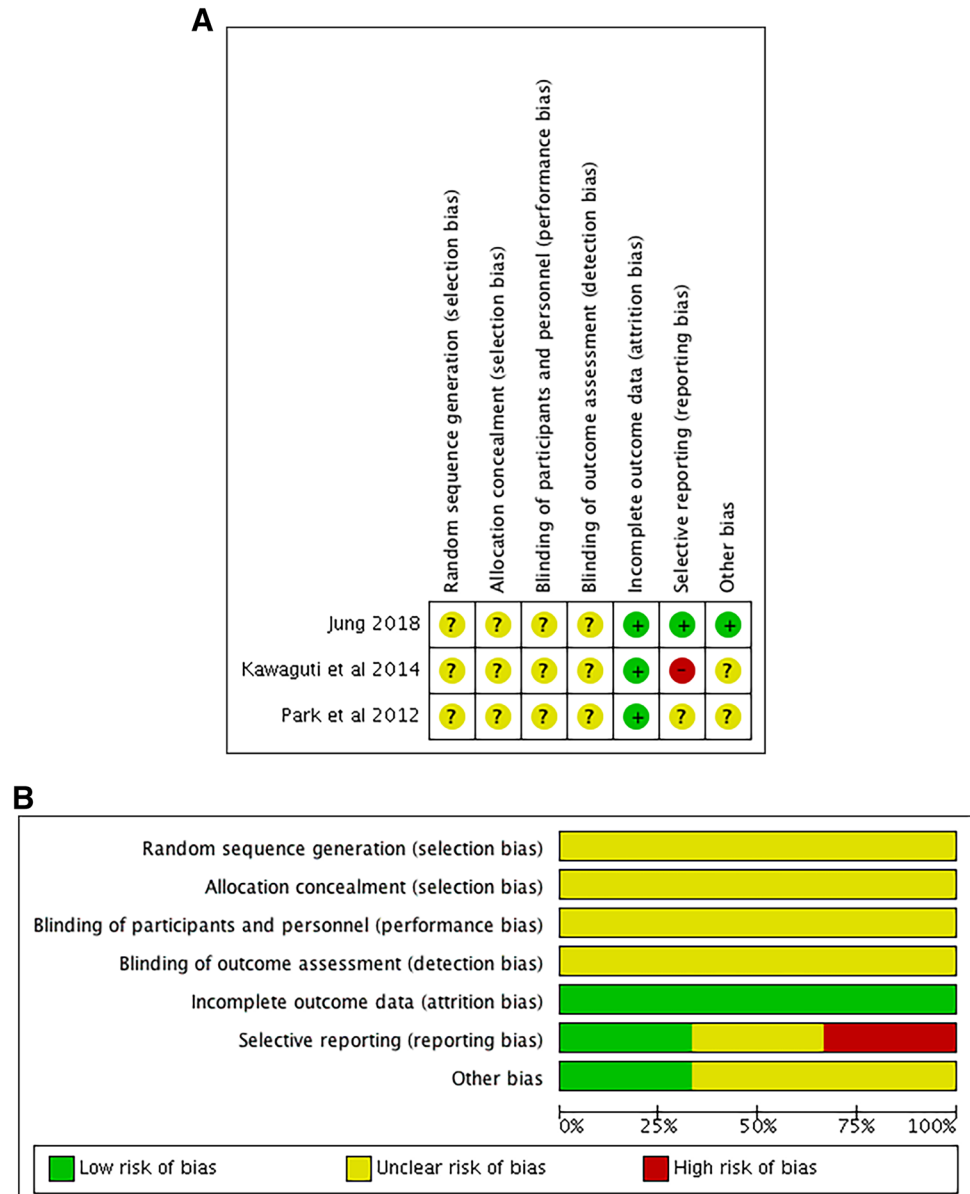 A
Random sequence generation (selection bias)
Allocation concealment (selection bias)
Blinding of participants and personnel (performance bias)
Blinding of outcome assessment (detection bias)
Incomplete outcome data (attrition bias)
Selective reporting (reporting bias)
Other bias
Jung 2018 ? ? ? ? + + +
Kawaguti et al 2014 ? ? ? ? + - ?
Park et al 2012 ? ? ? ? + ? ?
B
Random sequence generation (selection bias)
Allocation concealment (selection bias)
Blinding of participants and personnel (performance bias)
Blinding of outcome assessment (detection bias)
Incomplete outcome data (attrition bias)
Selective reporting (reporting bias)
Other bias
0% 25% 50% 75% 100%
Low risk of bias Unclear risk of bias High risk of bias